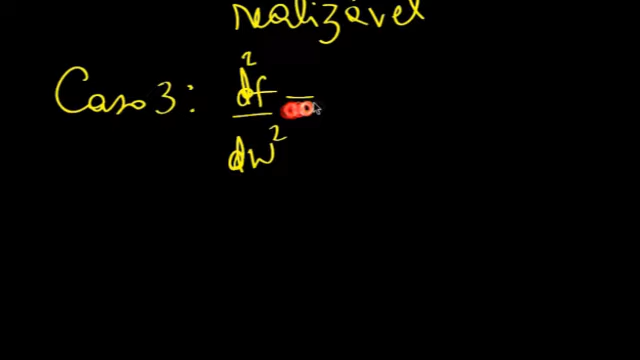 realizável
Caso 3: d²f =
dw²